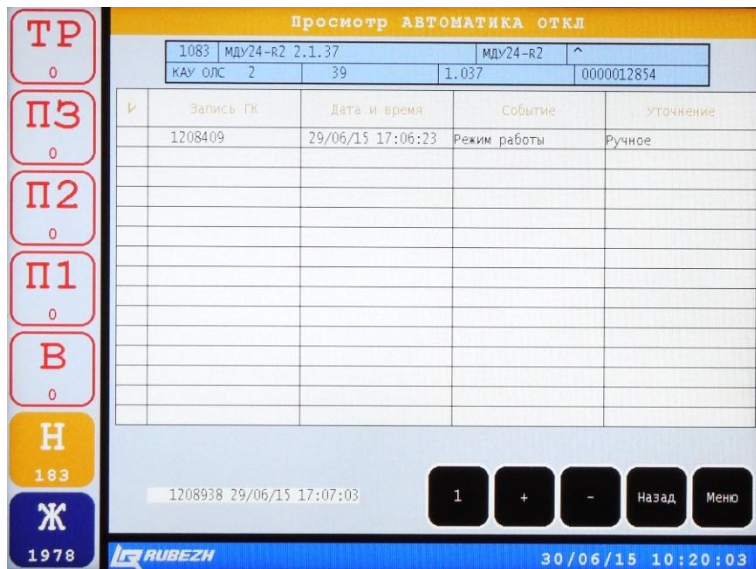 Просмотр АВТОМАТИКА ОТКЛ
ТР
0
П3
0
П2
0
П1
0
В
0
Н
183
Ж
1978
1083 МДУ24-R2 2.1.37 МДУ24-R2 ^
КАУ ОЛС 2 39 1.037 0000012854
V Запись ГК Дата и время Событие Уточнение
1208409 29/06/15 17:06:23 Режим работы Ручное
1208938 29/06/15 17:07:03
1 + - Назад Меню
RUBEZH
30/06/15 10:20:03